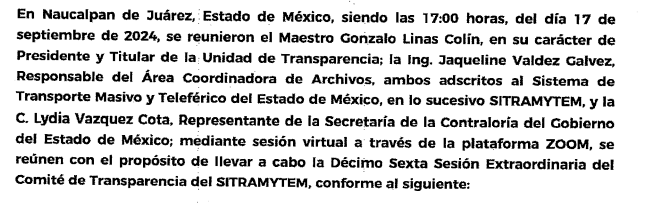 En Naucalpan de Juárez, Estado de México, siendo las 17:00 horas, del día 17 de
septiembre de 2024, se reunieron el Maestro Gonzalo Linas Colín, en su carácter de
Presidente y Titular de la Unidad de Transparencia; la Ing. Jaqueline Valdez Galvez,
Responsable del Área Coordinadora de Archivos, ambos adscritos al Sistema de
Transporte Masivo y Teleférico del Estado de México, en lo sucesivo SITRAMYTEM, y la
C. Lydia Vazquez Cota, Representante de la Secretaría de la Contraloría del Gobierno
del Estado de México; mediante sesión virtual a través de la plataforma ZOOM, se
reúnen con el propósito de llevar a cabo la Décimo Sexta Sesión Extraordinaria del
Comité de Transparencia del SITRAMYTEM, conforme al siguiente: